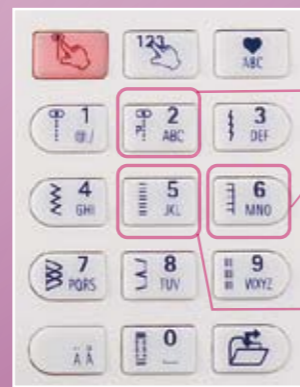 123
ABC
1
@./
2
ABC
3
DEF
4
GHI
5
JKL
6
MNO
7
PQRS
8
TUV
9
WXYZ
Ä Å
0